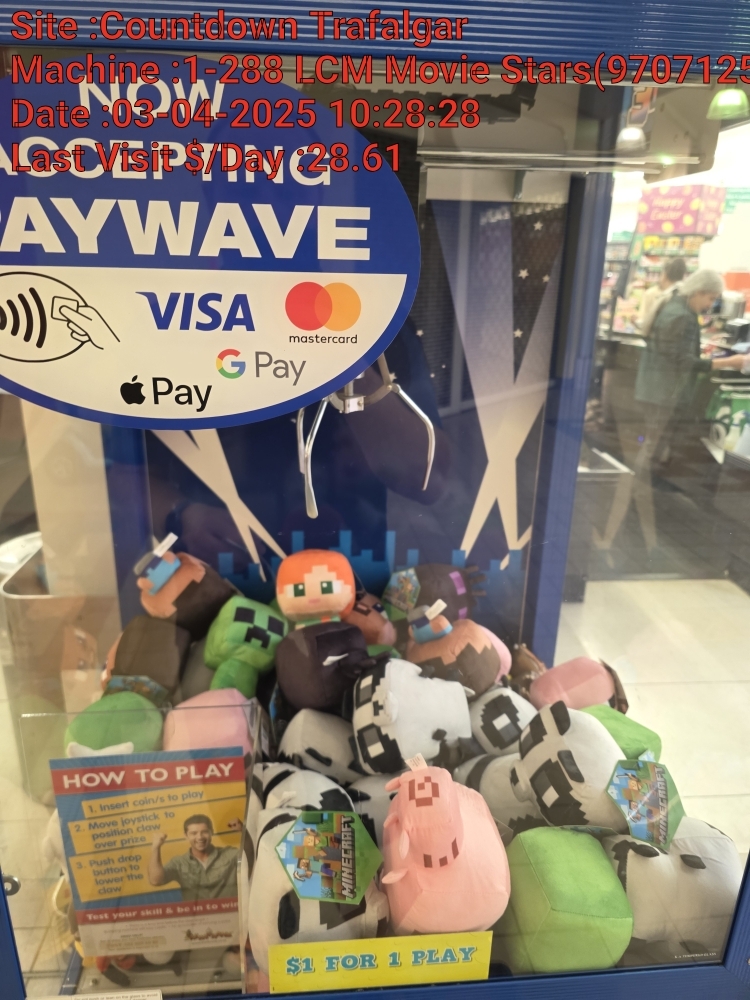 Site :Countdown Trafalgar
Machine :1-288 LCM Movie Stars(9707125
Date :03-04-2025 10:28:28
Last Visit $/Day :28.61
NOW
ACCEPTING
PAYWAVE
VISA
mastercard
G Pay
Pay
Happy
Easter
HOW TO PLAY
1. Insert coin/s to play
2. Move joystick to
position claw
over prize
3. Push drop
button to
lower the
claw
Test your skill & be in to win
MINECRAFT
MINECRAFT
$1 FOR 1 PLAY